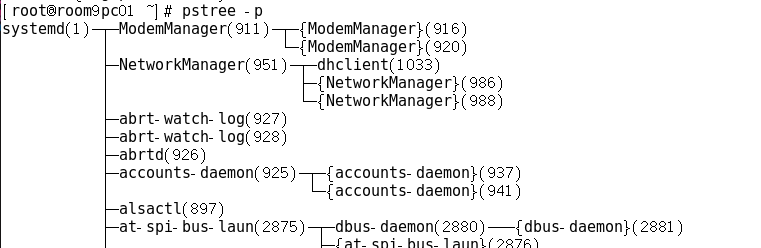 [root@room9pc01 ~]# pstree -p
systemd(1)─┬─ModemManager(911)─┬─{ModemManager}(916)
           │                   └─{ModemManager}(920)
           ├─NetworkManager(951)─┬─dhclient(1033)
           │                     ├─{NetworkManager}(986)
           │                     └─{NetworkManager}(988)
           ├─abrt-watch-log(927)
           ├─abrt-watch-log(928)
           ├─abrtd(926)
           ├─accounts-daemon(925)─┬─{accounts-daemon}(937)
           │                      └─{accounts-daemon}(941)
           ├─alsactl(897)
           ├─at-spi-bus-laun(2875)─┬─dbus-daemon(2880)───{dbus-daemon}(2881)
           │                       ├─{at-spi-bus-laun}(2876)